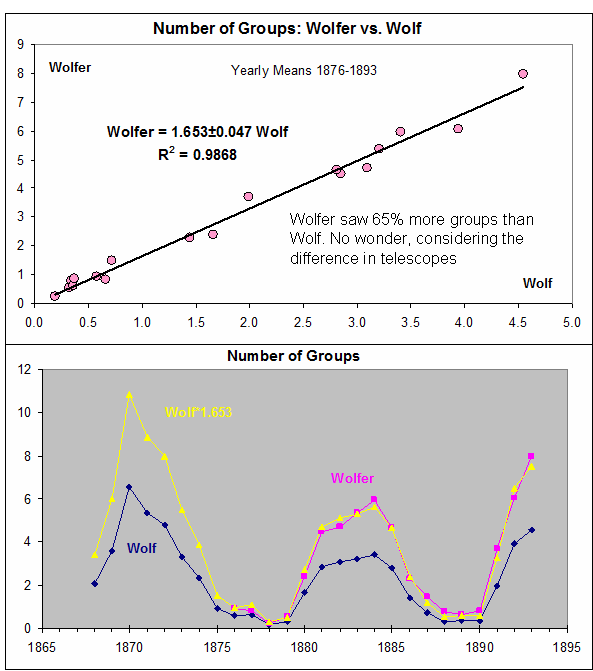 Number of Groups: Wolfer vs. Wolf
9
Wolfer
Yearly Means 1876-1893
8
7
Wolfer = 1.653±0.047 Wolf
R² = 0.9868
6
5
4
3
Wolfer saw 65% more groups than
Wolf. No wonder, considering the
difference in telescopes
2
1
Wolf
0
0.0 0.5 1.0 1.5 2.0 2.5 3.0 3.5 4.0 4.5 5.0
Number of Groups
12
10
Wolf*1.653
8
Wolfer
6
4
Wolf
2
0
1865 1870 1875 1880 1885 1890 1895